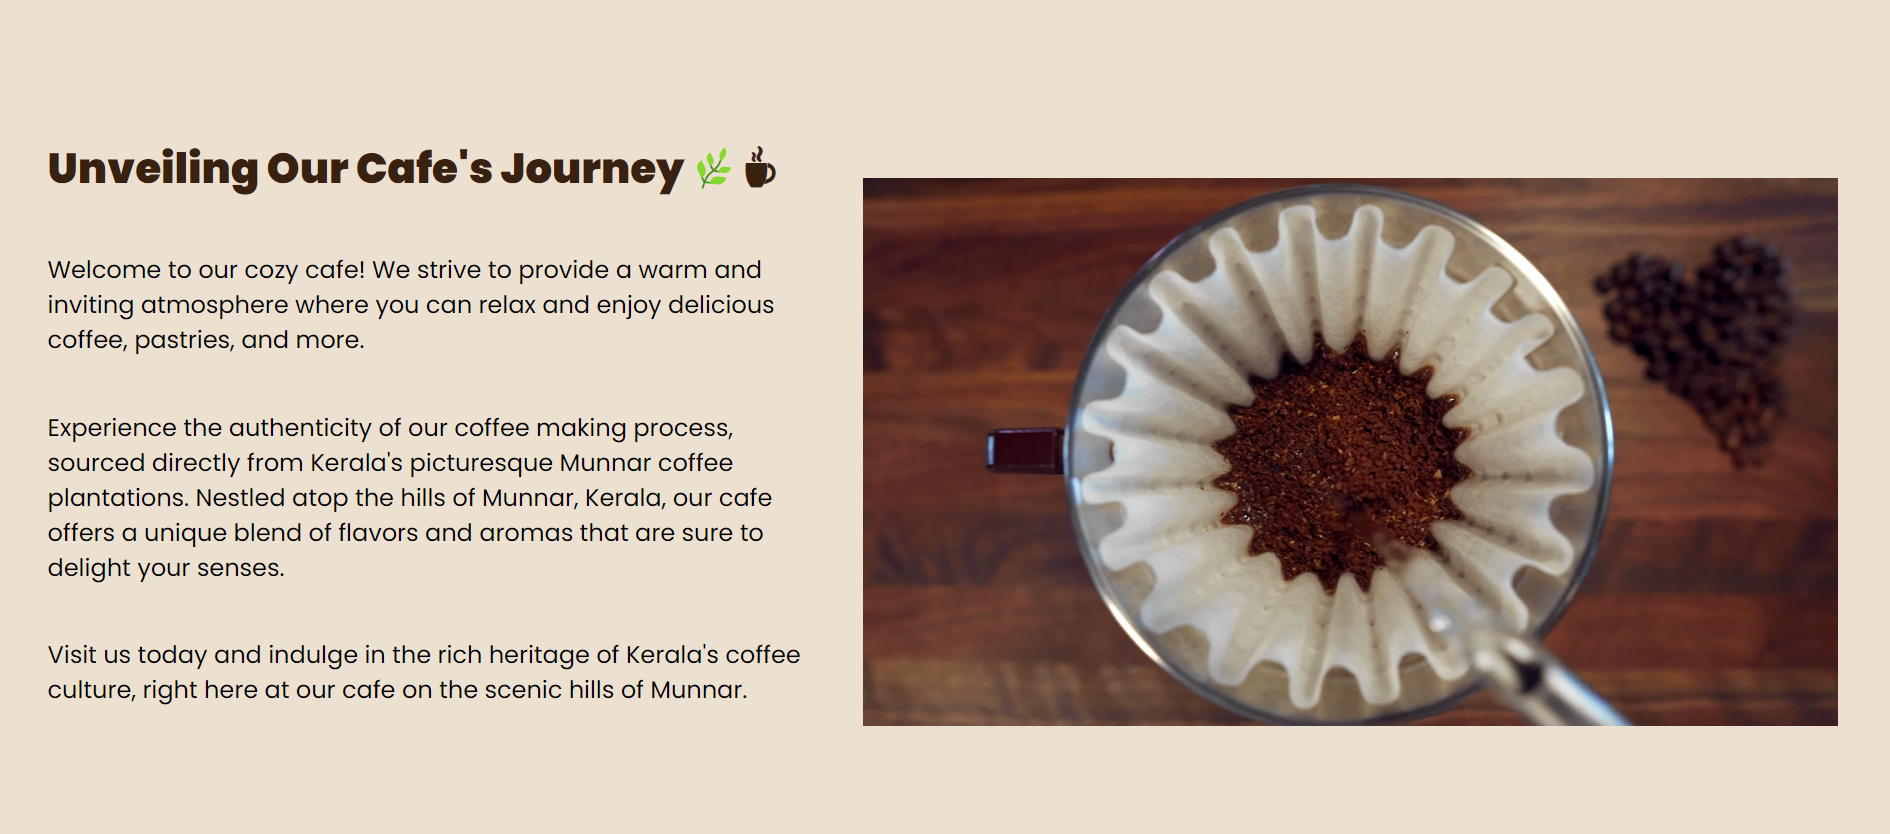 Unveiling Our Cafe's Journey 🌿 ☕
Welcome to our cozy cafe! We strive to provide a warm and
inviting atmosphere where you can relax and enjoy delicious
coffee, pastries, and more.
Experience the authenticity of our coffee making process,
sourced directly from Kerala's picturesque Munnar coffee
plantations. Nestled atop the hills of Munnar, Kerala, our cafe
offers a unique blend of flavors and aromas that are sure to
delight your senses.
Visit us today and indulge in the rich heritage of Kerala's coffee
culture, right here at our cafe on the scenic hills of Munnar.